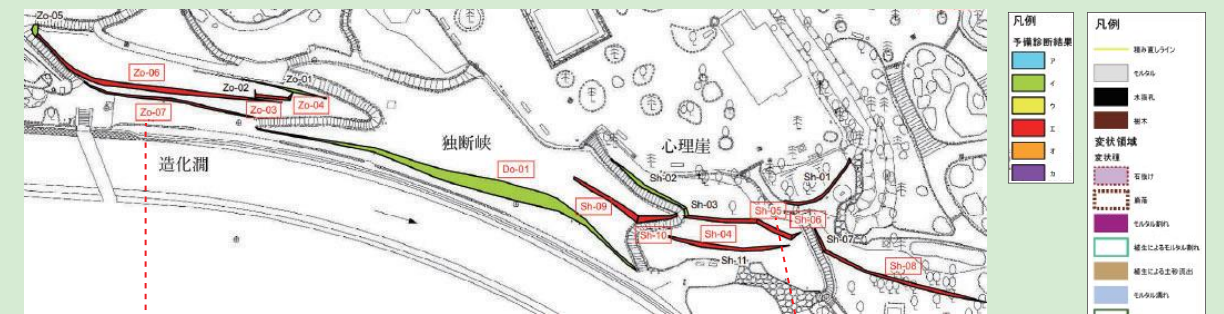 Zo-05
Zo-06
Zo-01
Zo-02
Zo-03
Zo-04
Zo-07
造化澗
独断峡
心理崖
Do-01
Sh-02
Sh-01
Sh-03
Sh-09
Sh-05
Sh-06
Sh-10
Sh-04
Sh-07
Sh-11
Sh-08
凡例
予備診断結果
ア
イ
ウ
エ
オ
カ
凡例
積み直しライン
モルタル
水抜孔
樹木
変状領域
変状種
石抜け
崩落
モルタル割れ
植生によるモルタル割れ
植生による土砂流出
モルタル濡れ